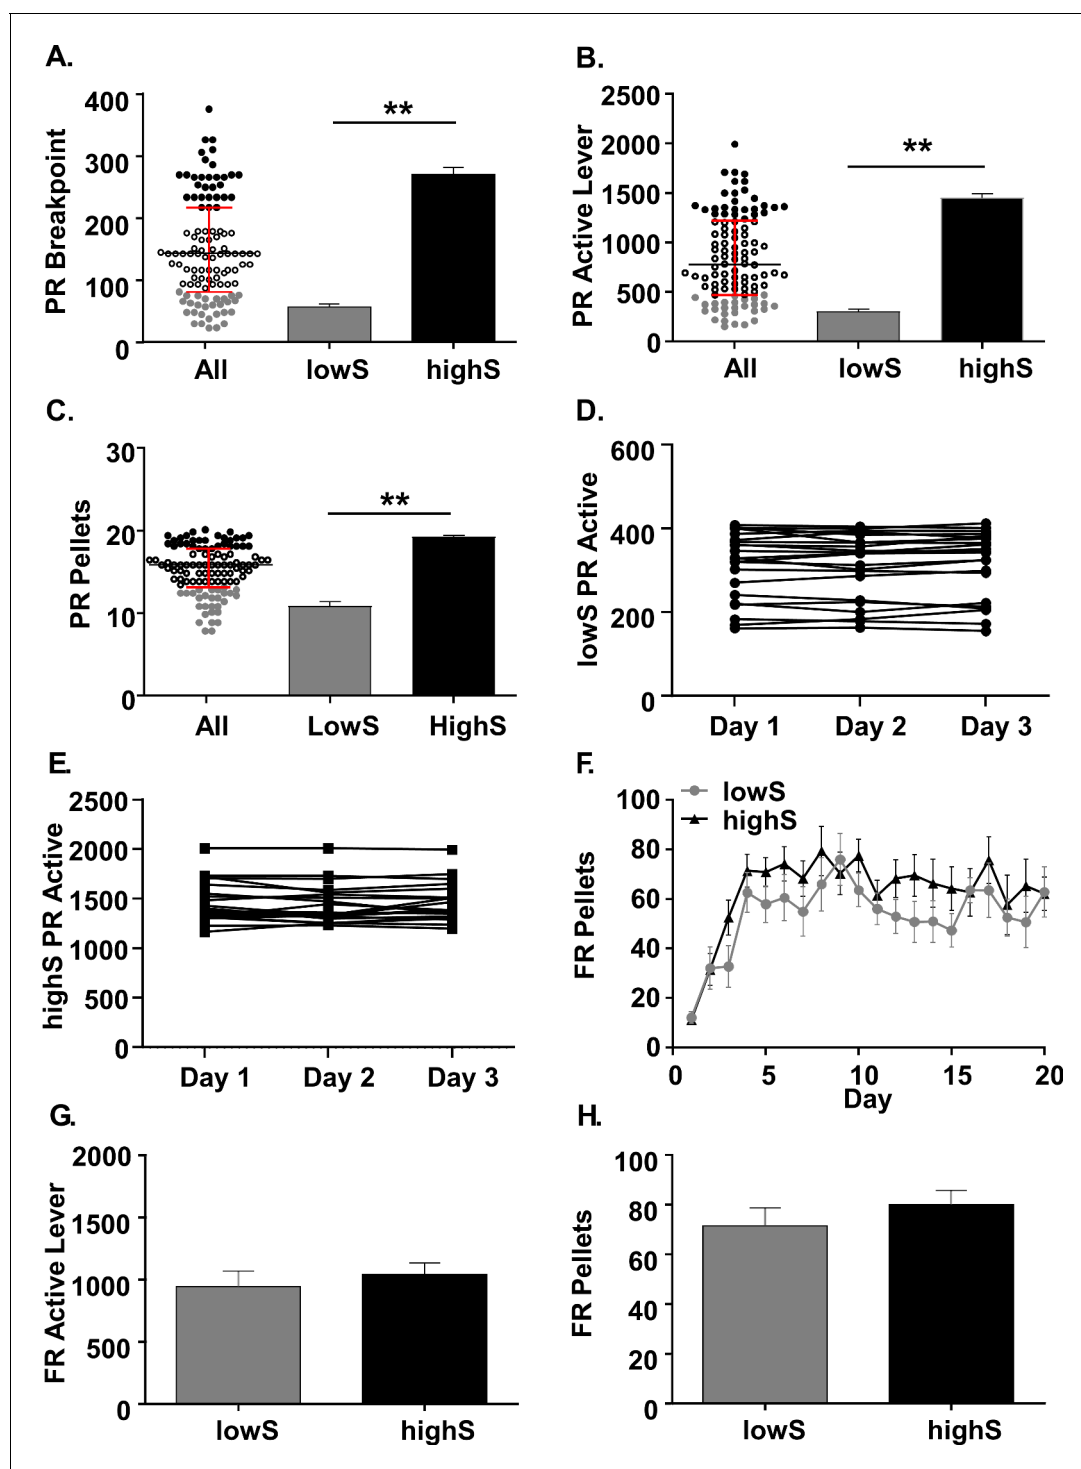 A.
PR Breakpoint
400
300
200
100
0
**
All lowS highS
B.
PR Active Lever
2500
2000
1500
1000
500
0
**
All lowS highS
C.
PR Pellets
30
20
10
0
**
All LowS HighS
D.
lowS PR Active
600
400
200
0
Day 1 Day 2 Day 3
E.
highS PR Active
2500
2000
1500
1000
500
0
Day 1 Day 2 Day 3
F.
FR Pellets
100
80
60
40
20
0
lowS
highS
0 5 10 15 20
Day
G.
FR Active Lever
2000
1500
1000
500
0
lowS highS
H.
FR Pellets
100
80
60
40
20
0
lowS highS